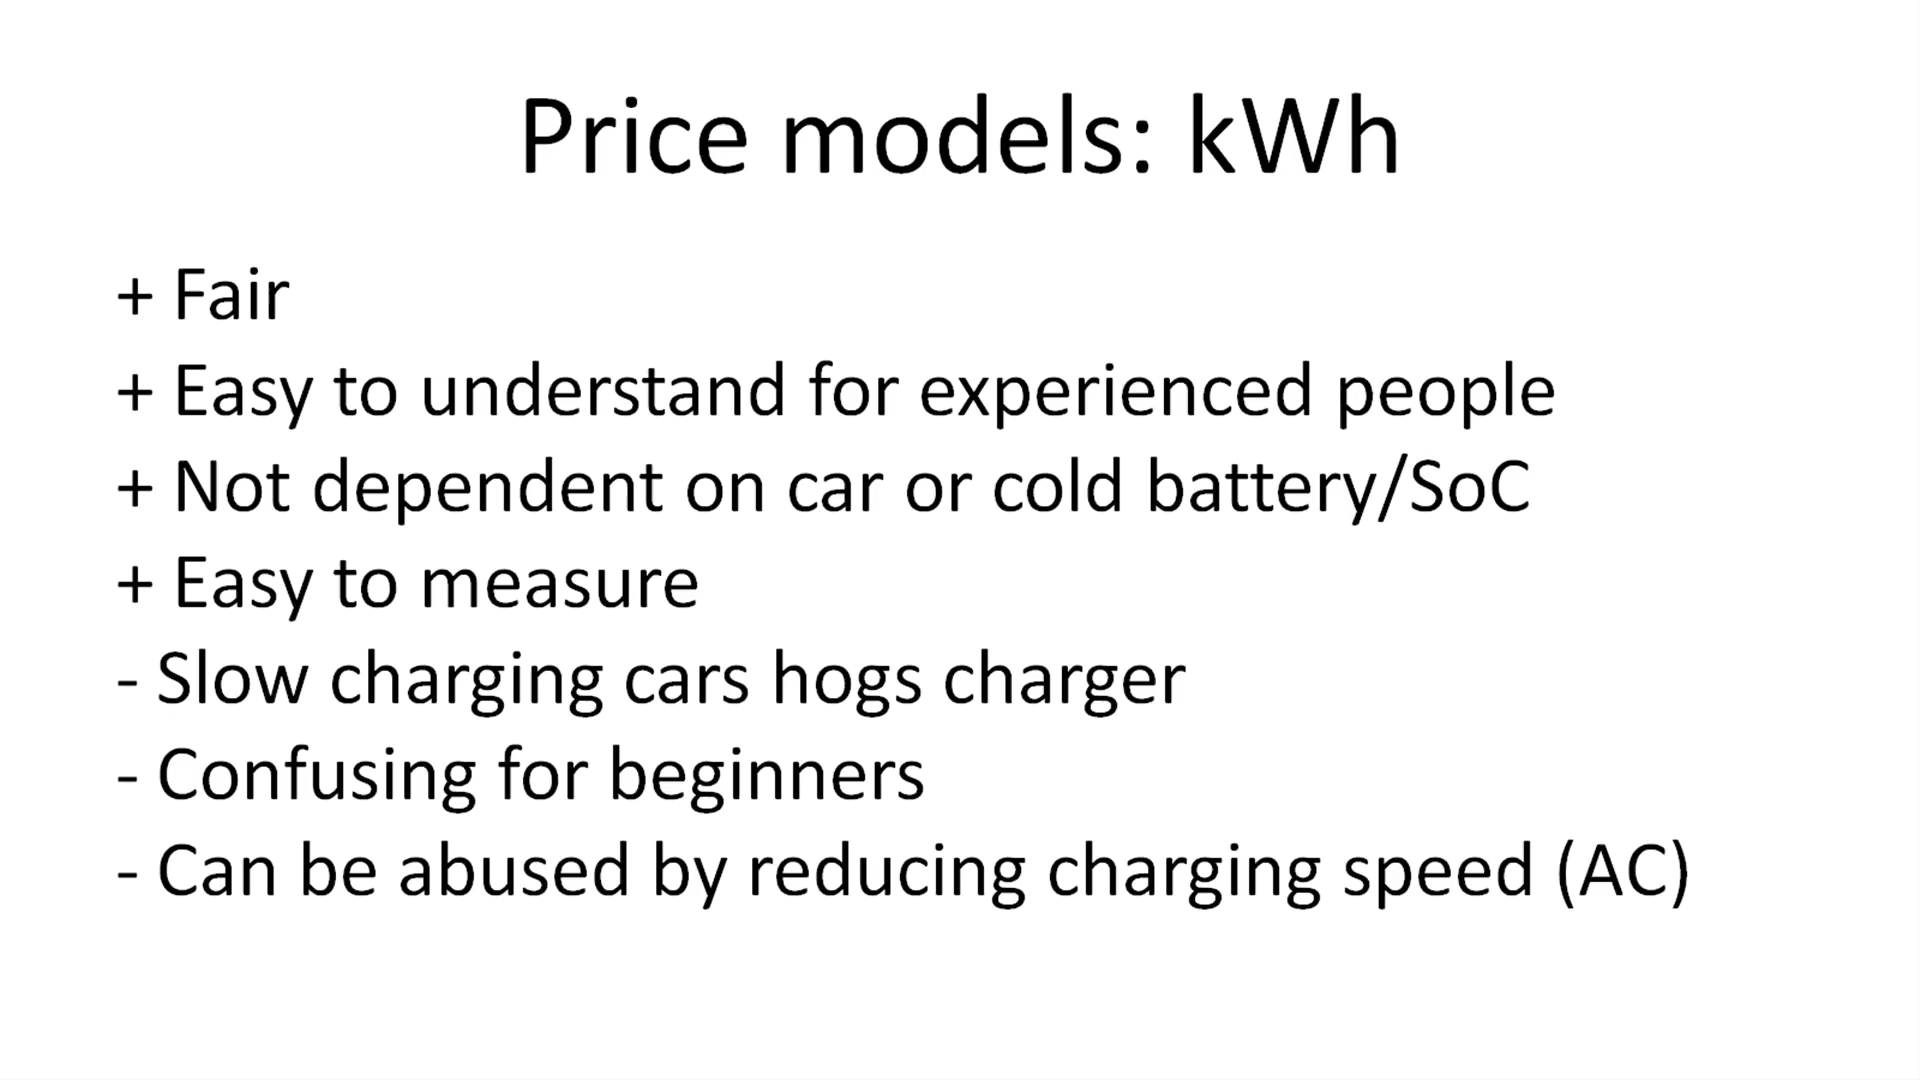 Price models: kWh
+ Fair
+ Easy to understand for experienced people
+ Not dependent on car or cold battery/SoC
+ Easy to measure
- Slow charging cars hogs charger
- Confusing for beginners
- Can be abused by reducing charging speed (AC)